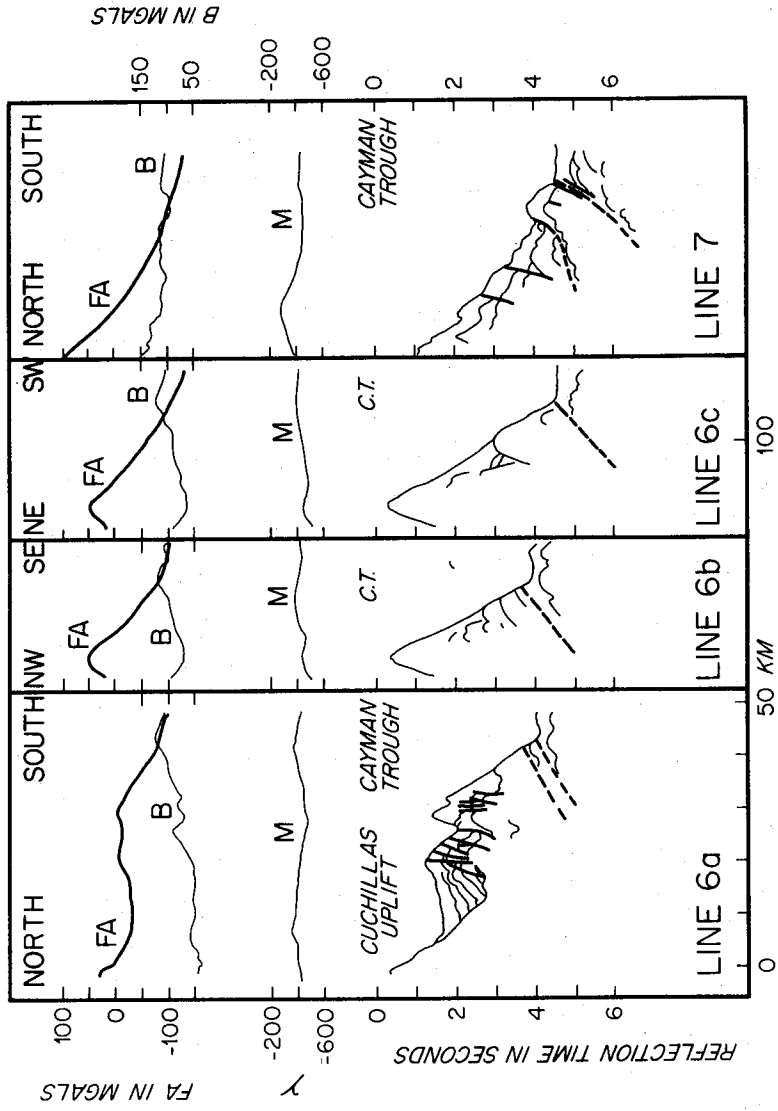 NORTH
SOUTH
NW
SE
NE
SW
NORTH
SOUTH
FA IN MGALS
100
0
-100
FA
B
FA
B
FA
B
FA
B
150
50
B IN MGALS
γ
-200
-600
M
M
M
M
-200
-600
REFLECTION TIME IN SECONDS
0
2
4
6
CUCHILLAS
UPLIFT
CAYMAN
TROUGH
C.T.
C.T.
CAYMAN
TROUGH
0
2
4
6
LINE 6a
LINE 6b
LINE 6c
LINE 7
0
50
KM
100